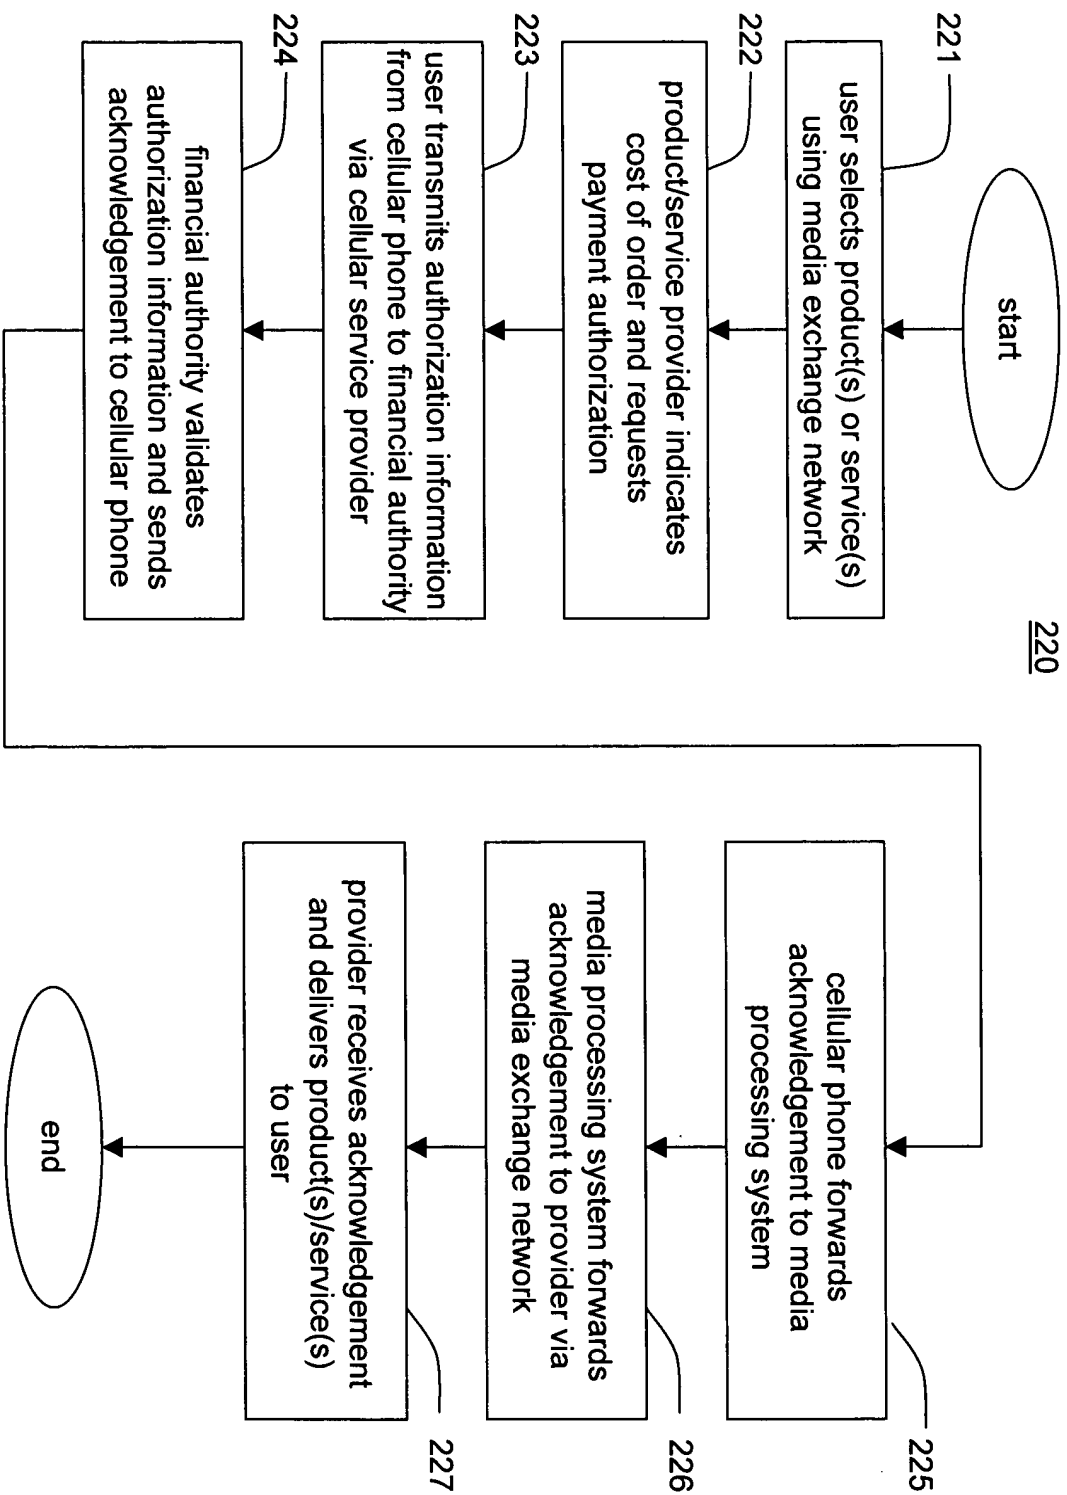 220
start
221
user selects product(s) or service(s)
using media exchange network
222
product/service provider indicates
cost of order and requests
payment authorization
223
user transmits authorization information
from cellular phone to financial authority
via cellular service provider
224
financial authority validates
authorization information and sends
acknowledgement to cellular phone
225
cellular phone forwards
acknowledgement to media
processing system
226
media processing system forwards
acknowledgement to provider via
media exchange network
227
provider receives acknowledgement
and delivers product(s)/service(s)
to user
end